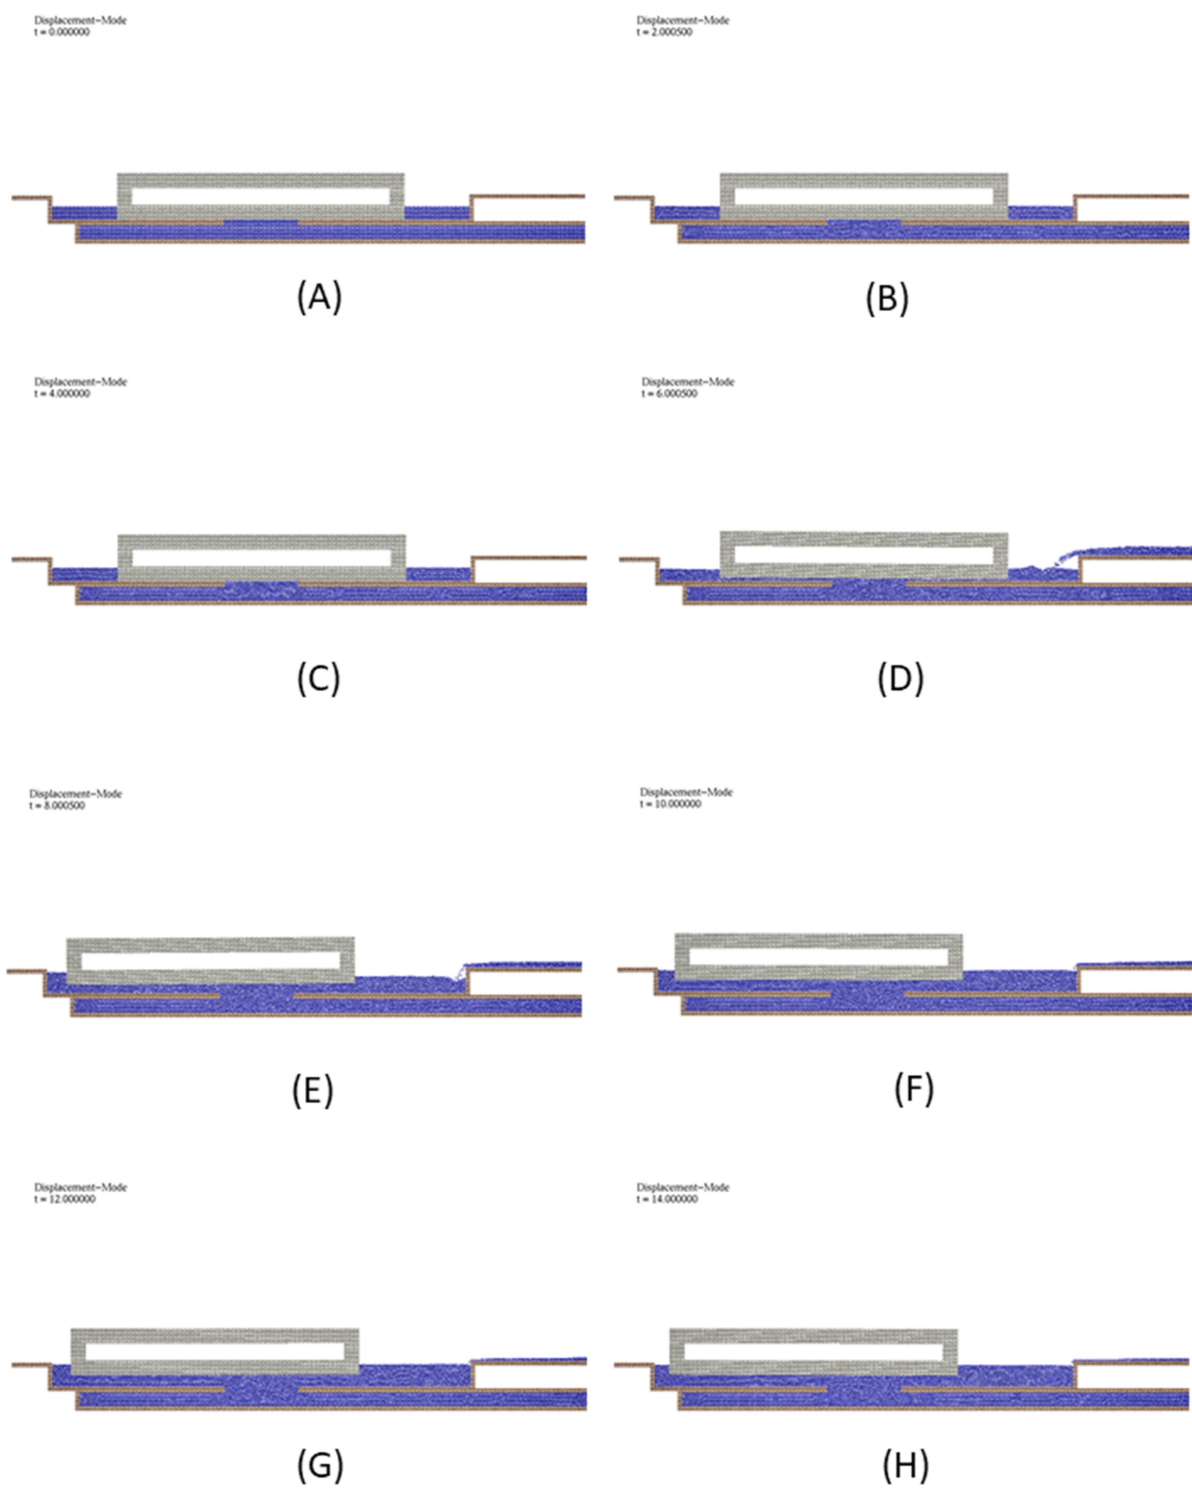 Displacement-Mode
t = 0.000000
Displacement-Mode
t = 2.000500
(A)
(B)
Displacement-Mode
t = 4.000000
Displacement-Mode
t = 6.000500
(C)
(D)
Displacement-Mode
t = 8.000500
Displacement-Mode
t = 10.000000
(E)
(F)
Displacement-Mode
t = 12.000000
Displacement-Mode
t = 14.000000
(G)
(H)